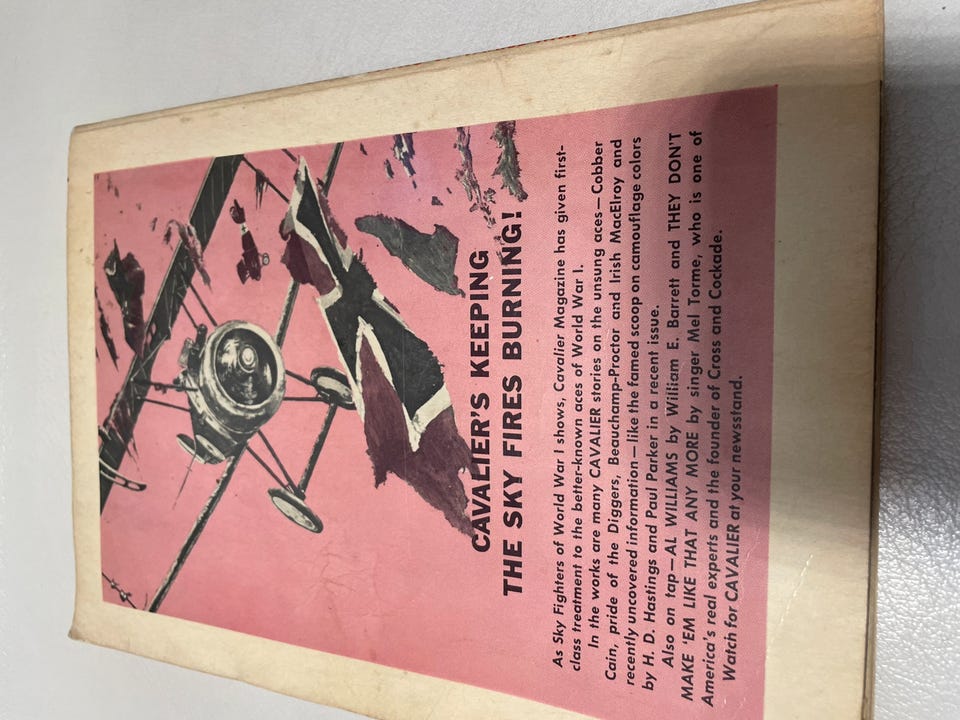 CAVALIER'S KEEPING
THE SKY FIRES BURNING!
As Sky Fighters of World War I shows, Cavalier Magazine has given first-
class treatment to the better-known aces of World War I.
In the works are many CAVALIER stories on the unsung aces—Cobber
Cain, pride of the Diggers, Beauchamp-Proctor and Irish MacElroy and
recently uncovered information—like the famed scoop on camouflage colors
by H. D. Hastings and Paul Parker in a recent issue.
Also on tap—AL WILLIAMS by William E. Barrett and THEY DON'T
MAKE 'EM LIKE THAT ANY MORE by singer Mel Torme, who is one of
America's real experts and the founder of Cross and Cockade.
Watch for CAVALIER at your newsstand.